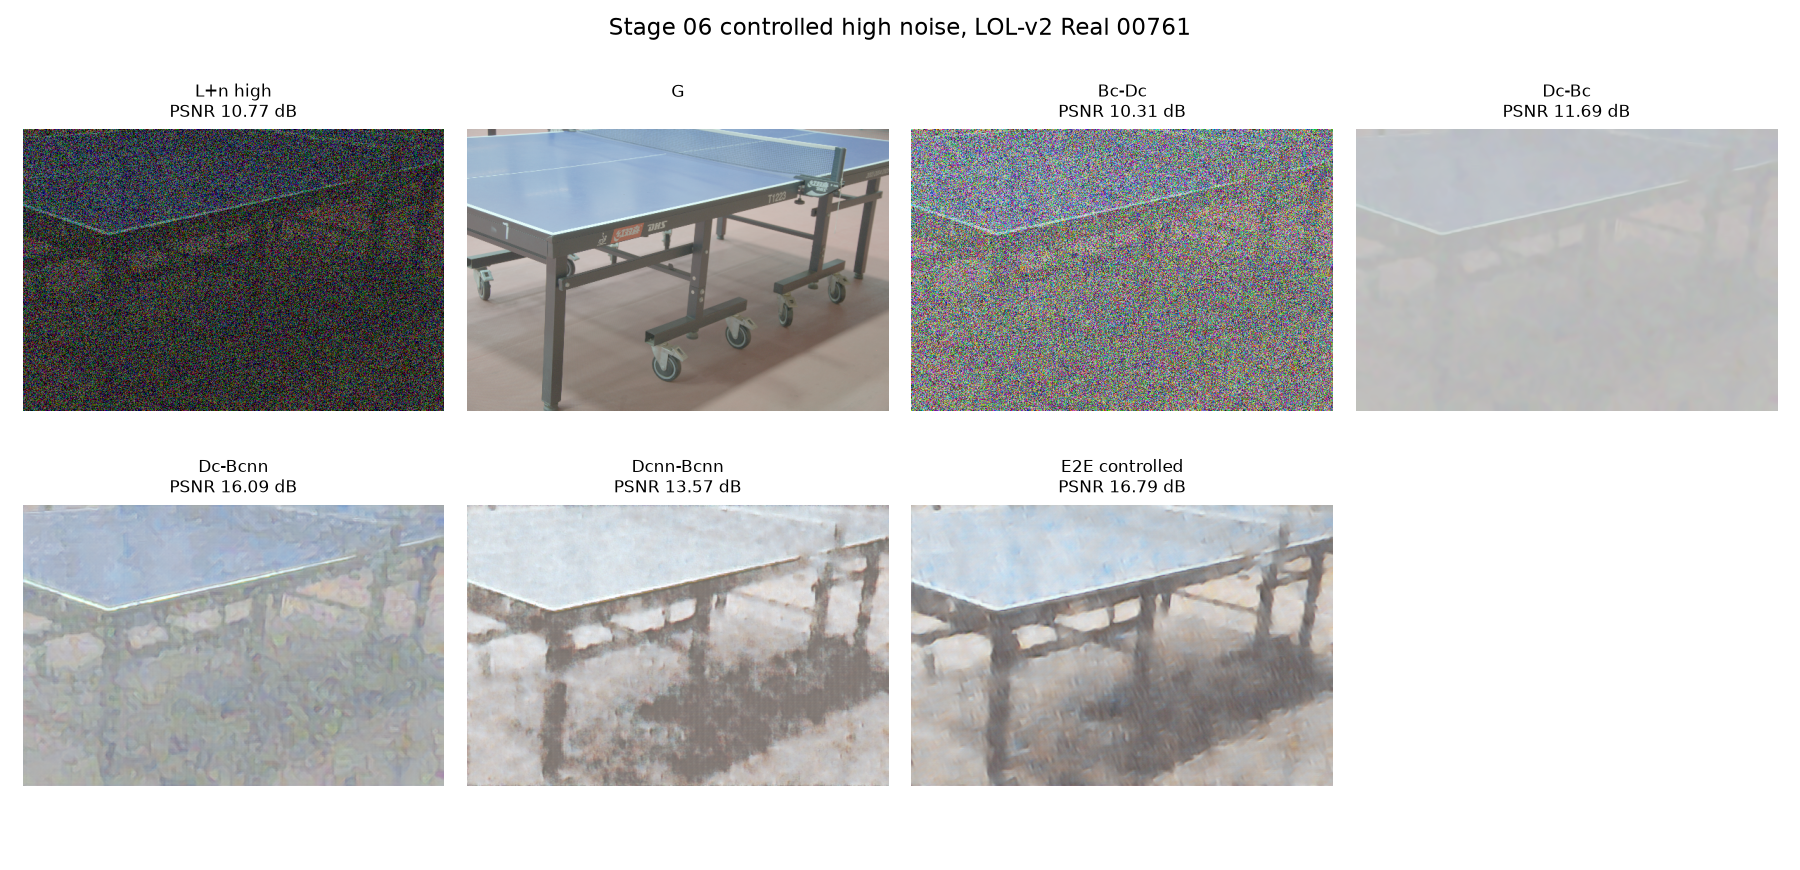 Stage 06 controlled high noise, LOL-v2 Real 00761
L+n high
PSNR 10.77 dB
G
Bc-Dc
PSNR 10.31 dB
Dc-Bc
PSNR 11.69 dB
T1223
DHS
Dc-Bcnn
PSNR 16.09 dB
Dcnn-Bcnn
PSNR 13.57 dB
E2E controlled
PSNR 16.79 dB